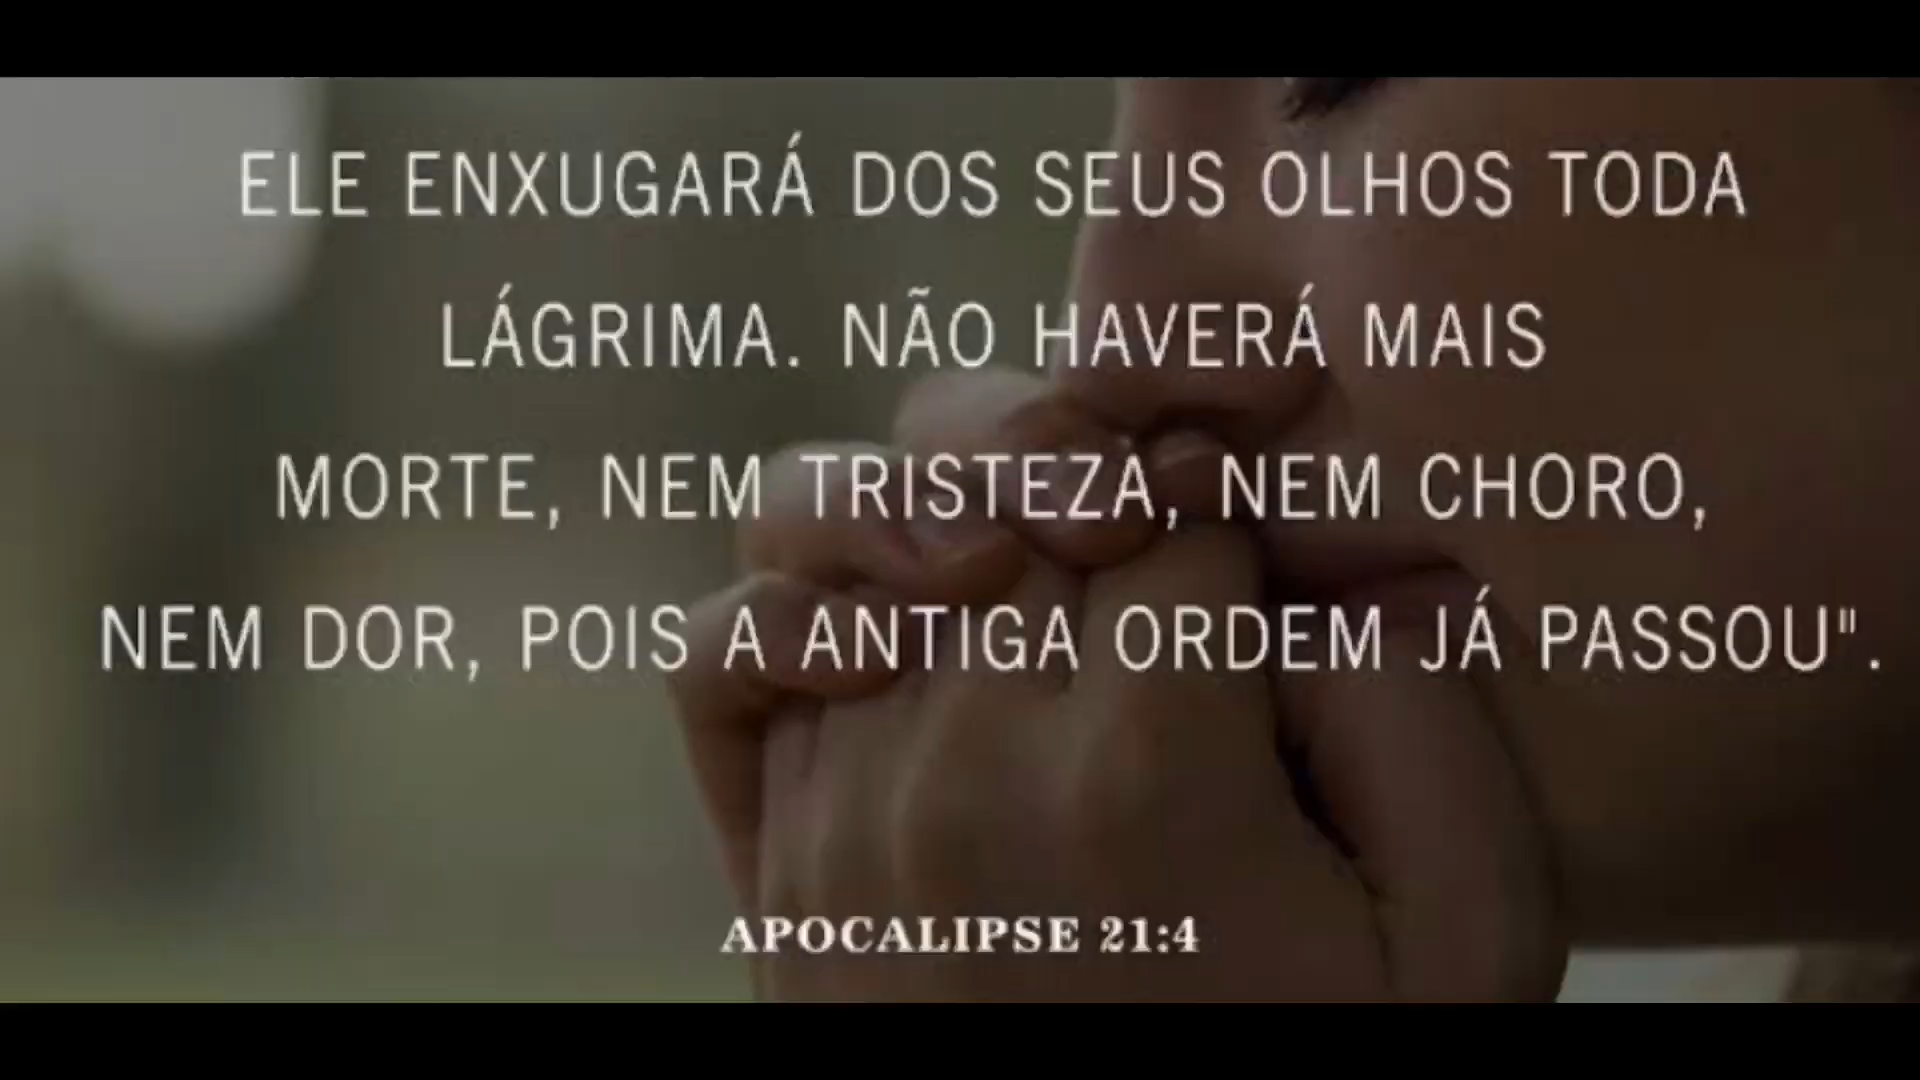 ELE ENXUGARÁ DOS SEUS OLHOS TODA
LÁGRIMA. NÃO HAVERÁ MAIS
MORTE, NEM TRISTEZA, NEM CHORO,
NEM DOR, POIS A ANTIGA ORDEM JÁ PASSOU".
APOCALIPSE 21:4